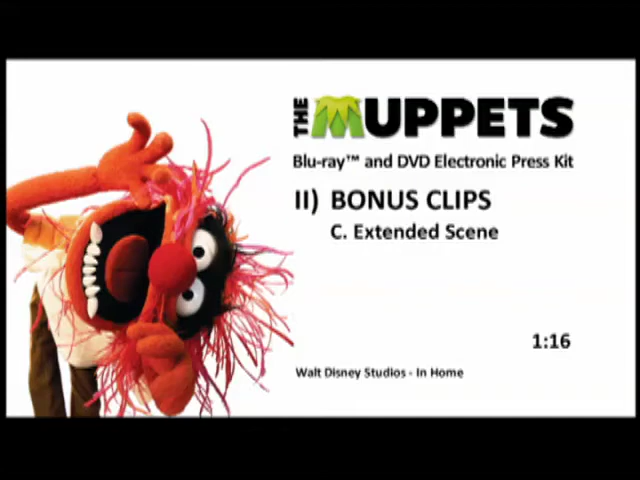 THE MUPPETS
Blu-ray™ and DVD Electronic Press Kit
II) BONUS CLIPS
C. Extended Scene
1:16
Walt Disney Studios - In Home